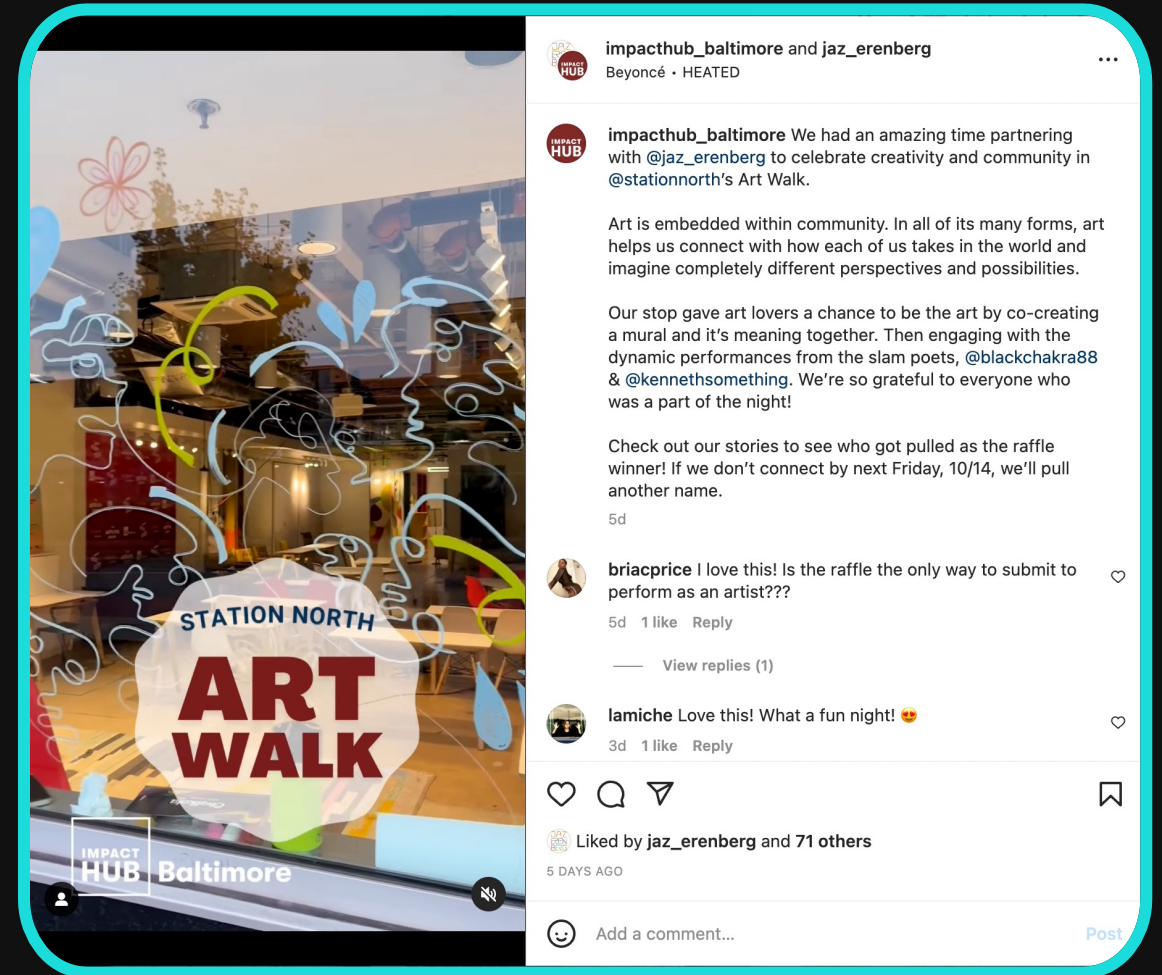 impacthub_baltimore and jaz_erenberg
Beyoncé • HEATED
IMPACT
HUB
IMPACT
HUB
impacthub_baltimore We had an amazing time partnering
with @jaz_erenberg to celebrate creativity and community in
@stationnorth's Art Walk.
Art is embedded within community. In all of its many forms, art
helps us connect with how each of us takes in the world and
imagine completely different perspectives and possibilities.
Our stop gave art lovers a chance to be the art by co-creating
a mural and it's meaning together. Then engaging with the
dynamic performances from the slam poets, @blackchakra88
& @kennethsomething. We're so grateful to everyone who
was a part of the night!
Check out our stories to see who got pulled as the raffle
winner! If we don't connect by next Friday, 10/14, we'll pull
another name.
5d
briacprice I love this! Is the raffle the only way to submit to
perform as an artist???
5d 1 like Reply
View replies (1)
lamiche Love this! What a fun night! 😍
3d 1 like Reply
Liked by jaz_erenberg and 71 others
5 DAYS AGO
Add a comment...
Post
STATION NORTH
ART
WALK
IMPACT
HUB Baltimore